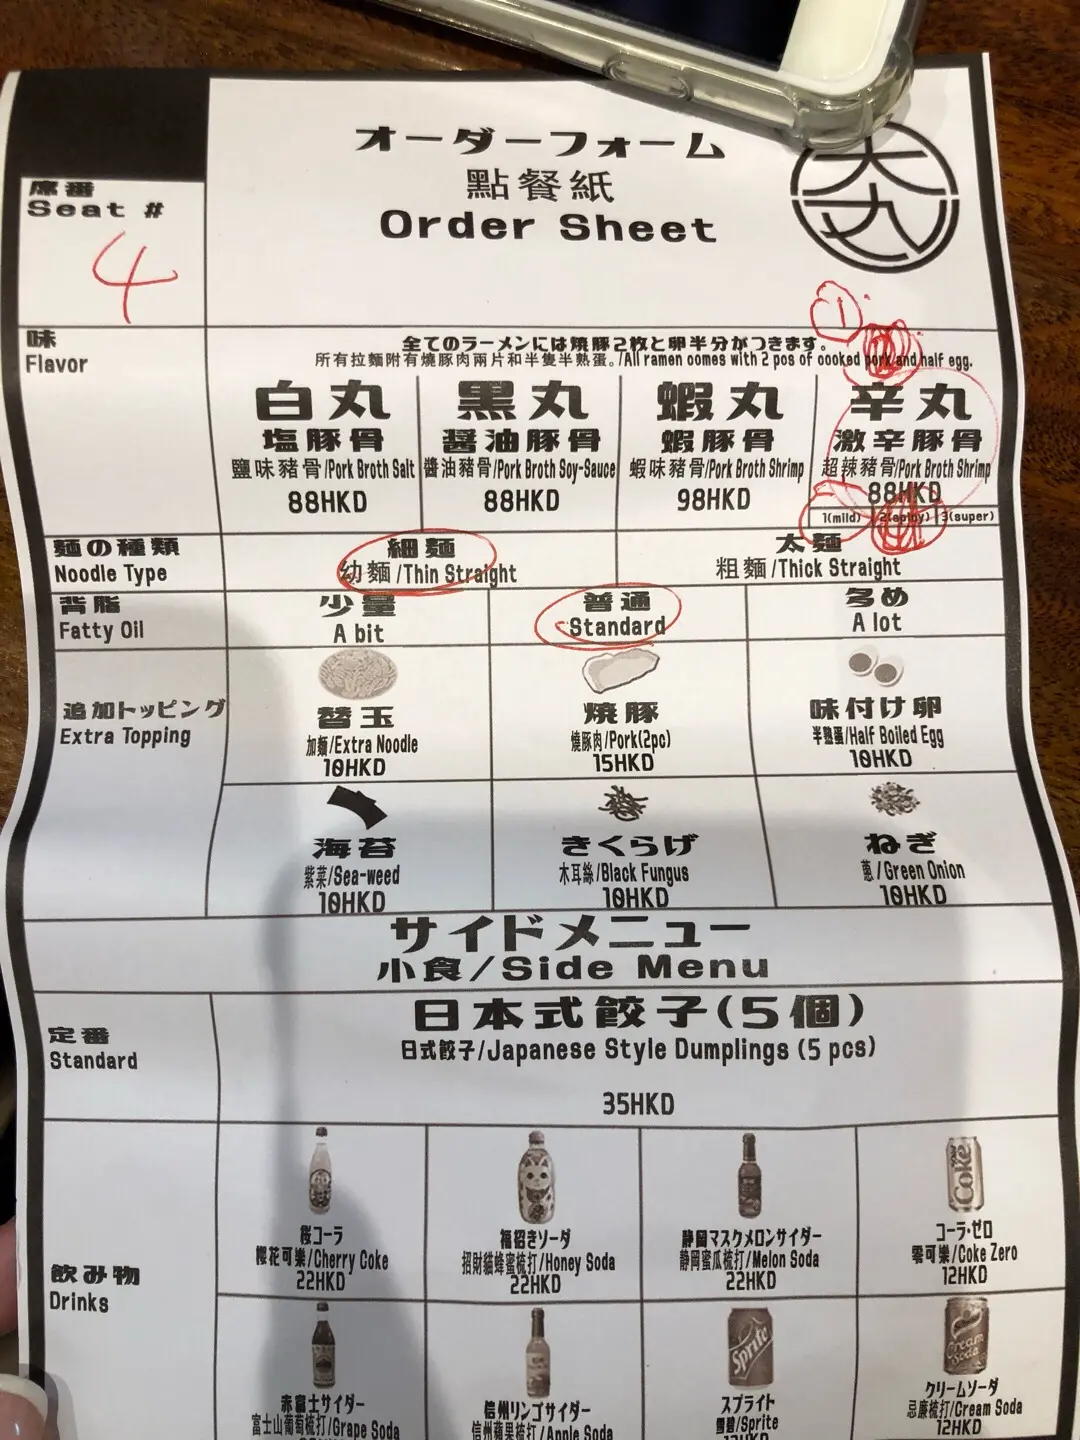 オーダーフォーム
點餐紙
Order Sheet
大丸
席番
Seat #
4
1
味
Flavor
全てのラーメンには焼豚2枚と卵半分がつきます。
所有拉麵附有燒豚肉兩片和半隻半熟蛋。/All ramen comes with 2 pcs of cooked pork and half egg.
白丸
塩豚骨
鹽味豬骨/Pork Broth Salt
88HKD
黒丸
醤油豚骨
醬油豬骨/Pork Broth Soy-Sauce
88HKD
蝦丸
蝦豚骨
蝦味豬骨/Pork Broth Shrimp
98HKD
辛丸
激辛豚骨
超辣豬骨/Pork Broth Shrimp
88HKD
1(mild) 2(spicy) 3(super)
麺の種類
Noodle Type
細麺
幼麵/Thin Straight
太麺
粗麵/Thick Straight
背脂
Fatty Oil
少量
A bit
普通
Standard
多め
A lot
追加トッピング
Extra Topping
替玉
加麵/Extra Noodle
10HKD
焼豚
燒豚肉/Pork(2pc)
15HKD
味付け卵
半熟蛋/Half Boiled Egg
10HKD
海苔
紫菜/Sea-weed
10HKD
きくらげ
木耳絲/Black Fungus
10HKD
ねぎ
蔥/Green Onion
10HKD
サイドメニュー
小食/Side Menu
定番
Standard
日本式餃子(5個)
日式餃子/Japanese Style Dumplings (5 pcs)
35HKD
飲み物
Drinks
桜コーラ
櫻花可樂/Cherry Coke
22HKD
福招きソーダ
招財貓蜂蜜梳打/Honey Soda
22HKD
静岡マスクメロンサイダー
静岡蜜瓜梳打/Melon Soda
22HKD
Coke
コーラ・ゼロ
零可樂/Coke Zero
12HKD
赤富士サイダー
富士山葡萄梳打/Grape Soda
信州リンゴサイダー
信州蘋果梳打/Apple Soda
Sprite
スプライト
雪碧/Sprite
12HKD
Cream Soda
クリームソーダ
忌廉梳打/Cream Soda
12HKD